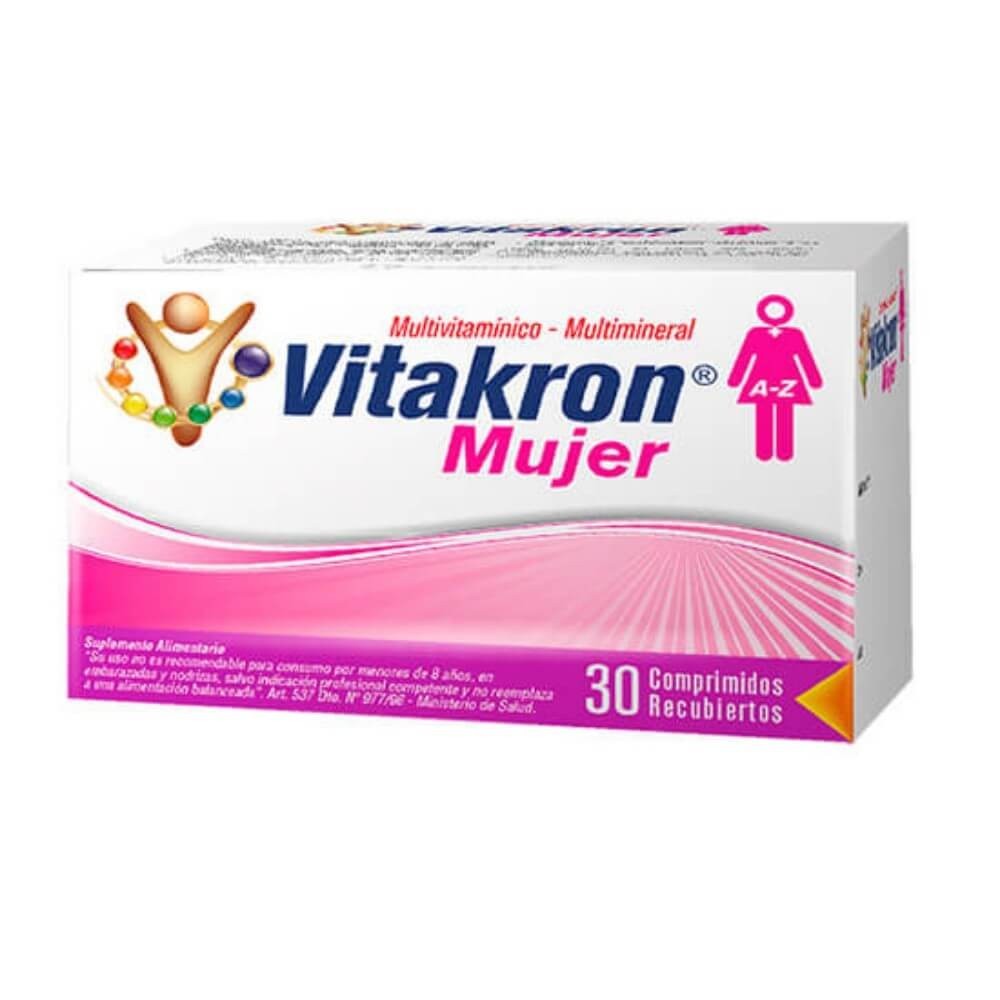 Vitakron
Mujer
Multivitamínico - Multimineral
Vitakron®
Mujer
A-Z
Vitakron
Mujer
Suplemento Alimentario
"Su uso no es recomendable para consumo por menores de 8 años, en
embarazadas y nodrizas, salvo indicación profesional competente y no reemplaza
a una alimentación balanceada". Art. 537 Dto. N° 977/96 - Ministerio de Salud.
30 Comprimidos
Recubiertos